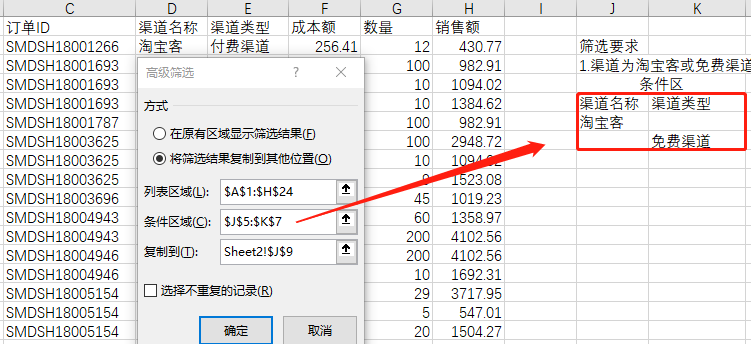 C D E F G H I J K
订单ID 渠道名称 渠道类型 成本额 数量 销售额
SMDSH18001266 淘宝客 付费渠道 256.41 12 430.77 筛选要求
SMDSH18001693 100 982.91 1.渠道为淘宝客或免费渠道
SMDSH18001693 10 1094.02 条件区
SMDSH18001693 10 1384.62 渠道名称 渠道类型
SMDSH18001787 100 982.91 淘宝客
SMDSH18003625 100 2948.72 免费渠道
SMDSH18003625 10
SMDSH18003625 1523.08
SMDSH18003696 45 1019.23
SMDSH18004943 60 1358.97
SMDSH18004943 200 4102.56
SMDSH18004946 200 4102.56
SMDSH18004946 10 1692.31
SMDSH18005154 29 3717.95
SMDSH18005154 5 547.01
SMDSH18005154 20 1504.27
高级筛选 ? ×
方式
在原有区域显示筛选结果(F)
将筛选结果复制到其他位置(O)
列表区域(L): $A$1:$H$24
条件区域(C): $J$5:$K$7
复制到(T): Sheet2!$J$9
选择不重复的记录(R)
确定 取消